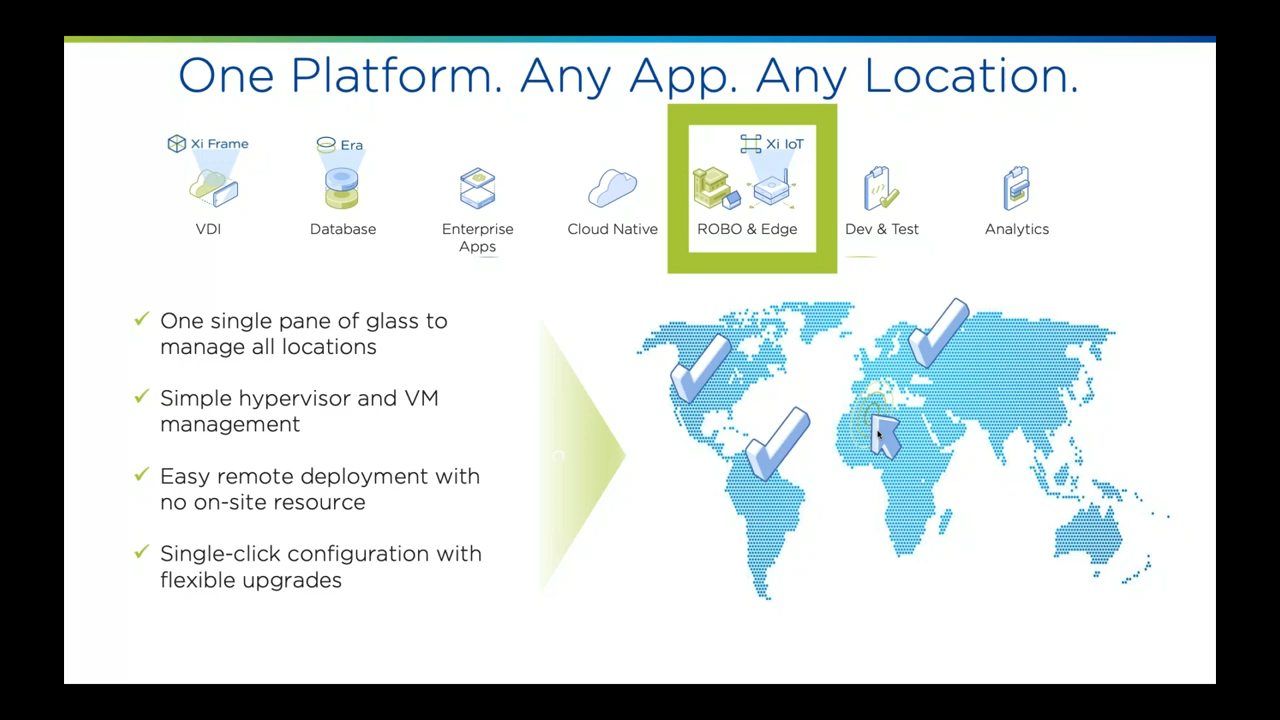 One Platform. Any App. Any Location.
Xi Frame
Era
Xi IoT
VDI
Database
Enterprise
Apps
Cloud Native
ROBO & Edge
Dev & Test
Analytics
One single pane of glass to
manage all locations
Simple hypervisor and VM
management
Easy remote deployment with
no on-site resource
Single-click configuration with
flexible upgrades